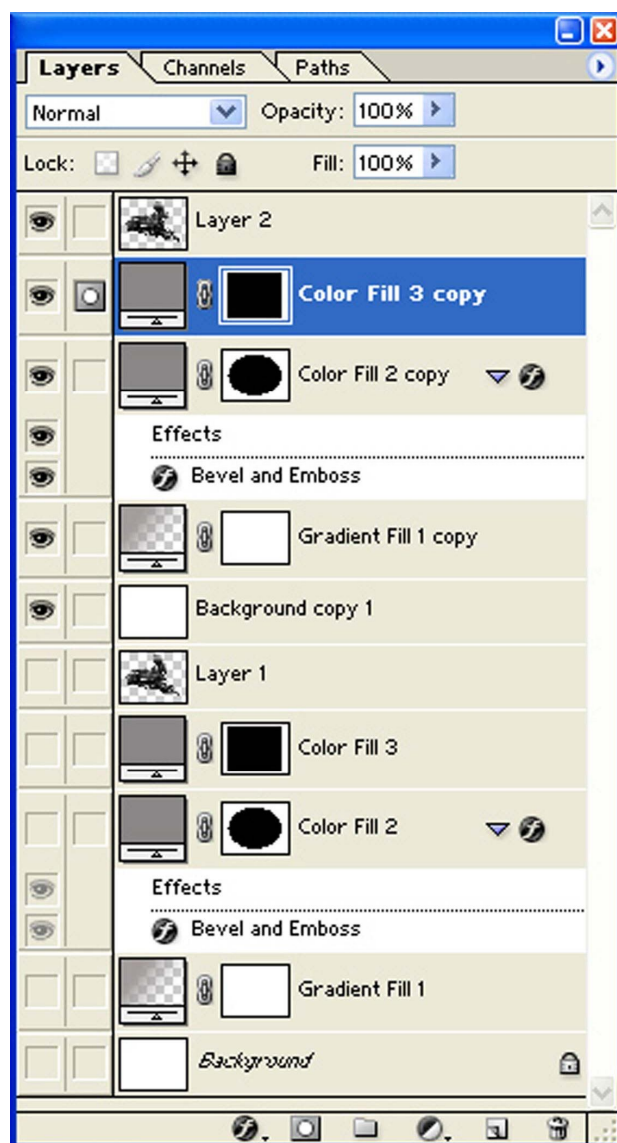 Layers Channels Paths
Normal Opacity: 100%
Lock: Fill: 100%
Layer 2
Color Fill 3 copy
Color Fill 2 copy
Effects
Bevel and Emboss
Gradient Fill 1 copy
Background copy 1
Layer 1
Color Fill 3
Color Fill 2
Effects
Bevel and Emboss
Gradient Fill 1
Background